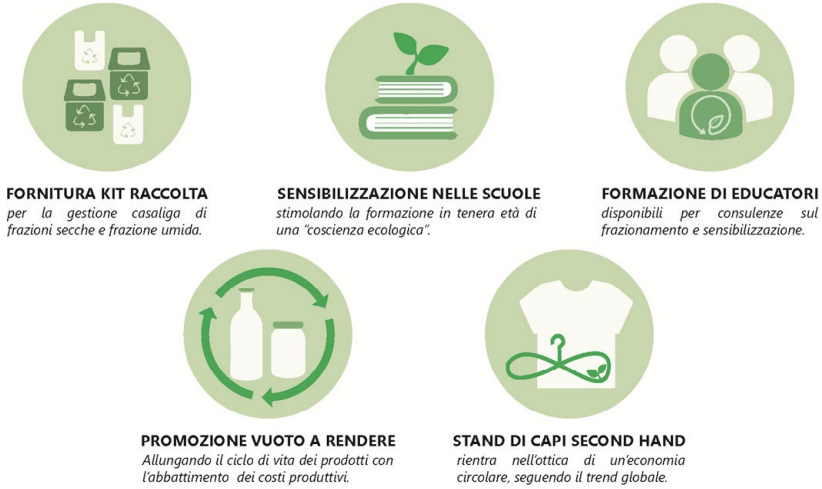 FORNITURA KIT RACCOLTA
per la gestione casaliga di
frazioni secche e frazione umida.
SENSIBILIZZAZIONE NELLE SCUOLE
stimolando la formazione in tenera età di
una "coscienza ecologica".
FORMAZIONE DI EDUCATORI
disponibili per consulenze sul
frazionamento e sensibilizzazione.
PROMOZIONE VUOTO A RENDERE
Allungando il ciclo di vita dei prodotti con
l'abbattimento dei costi produttivi.
STAND DI CAPI SECOND HAND
rientra nell'ottica di un'economia
circolare, seguendo il trend globale.